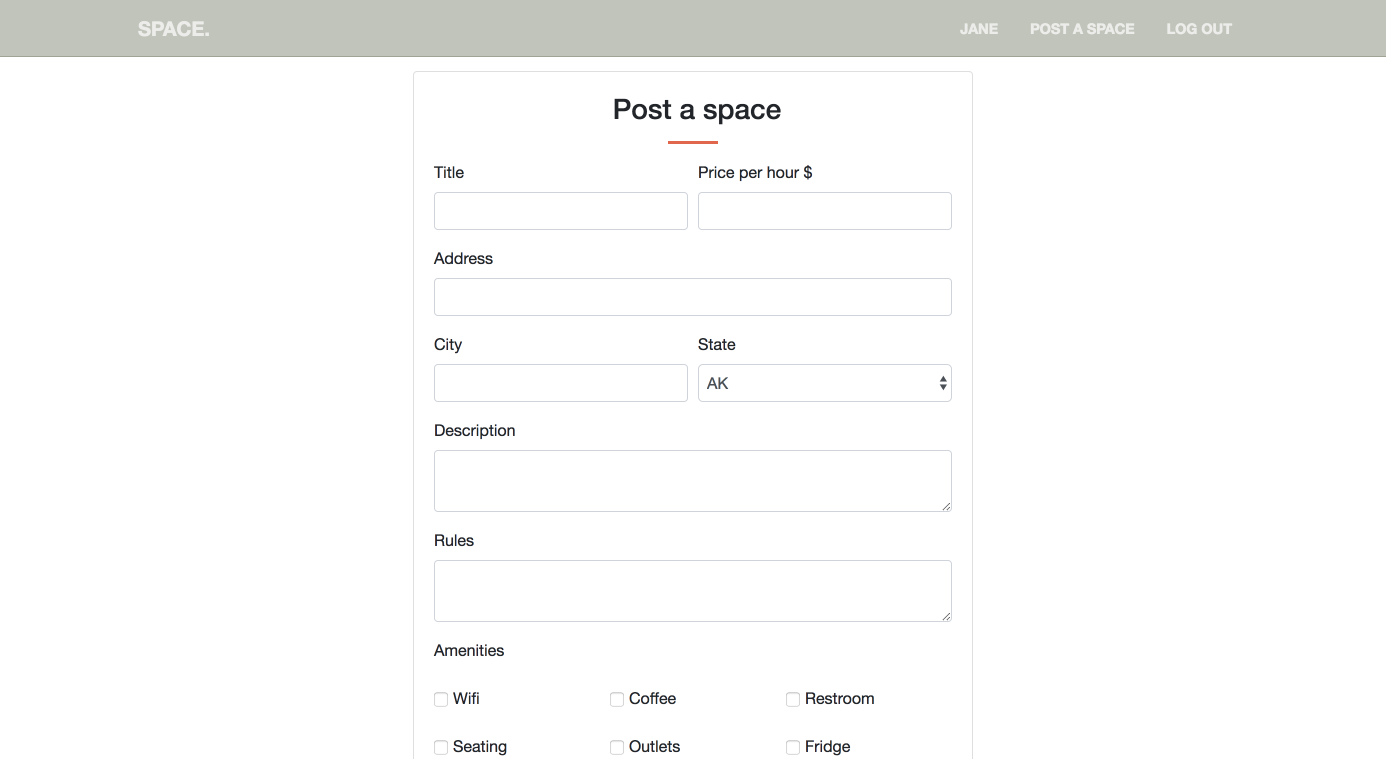 SPACE. JANE POST A SPACE LOG OUT
Post a space
Title Price per hour $
Address
City State
AK
Description
Rules
Amenities
Wifi Coffee Restroom
Seating Outlets Fridge